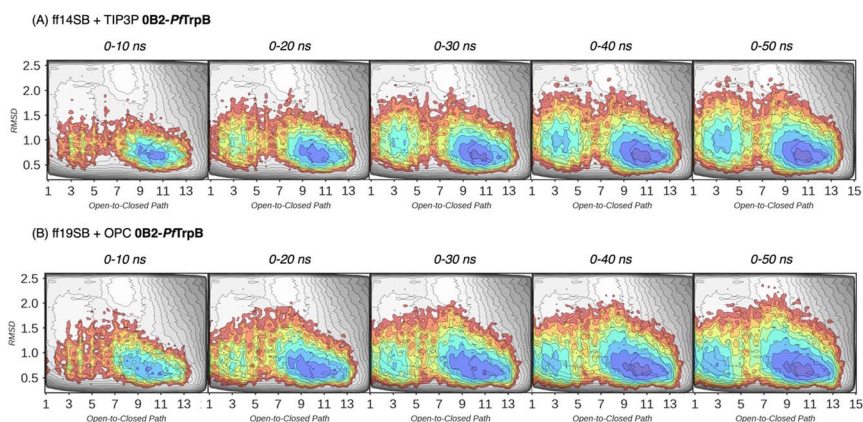 (A) ff14SB + TIP3P 0B2-PfTrpB
0-10 ns 0-20 ns 0-30 ns 0-40 ns 0-50 ns
RMSD
2.5
2.0
1.5
1.0
0.5
1 3 5 7 9 11 13 1 3 5 7 9 11 13 1 3 5 7 9 11 13 1 3 5 7 9 11 13 1 3 5 7 9 11 13 15
Open-to-Closed Path Open-to-Closed Path Open-to-Closed Path Open-to-Closed Path Open-to-Closed Path
(B) ff19SB + OPC 0B2-PfTrpB
0-10 ns 0-20 ns 0-30 ns 0-40 ns 0-50 ns
RMSD
2.5
2.0
1.5
1.0
0.5
1 3 5 7 9 11 13 1 3 5 7 9 11 13 1 3 5 7 9 11 13 1 3 5 7 9 11 13 1 3 5 7 9 11 13 15
Open-to-Closed Path Open-to-Closed Path Open-to-Closed Path Open-to-Closed Path Open-to-Closed Path